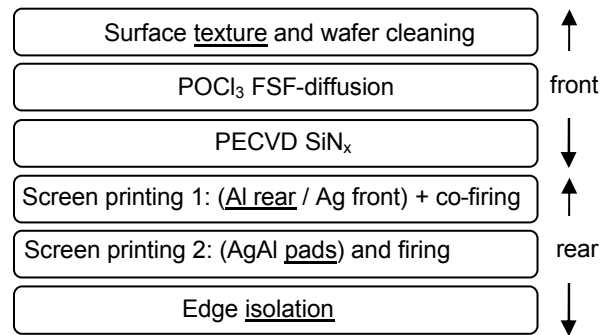 Surface texture and wafer cleaning
POCl₃ FSF-diffusion
front
PECVD SiNₓ
Screen printing 1: (Al rear / Ag front) + co-firing
Screen printing 2: (AgAl pads) and firing
rear
Edge isolation